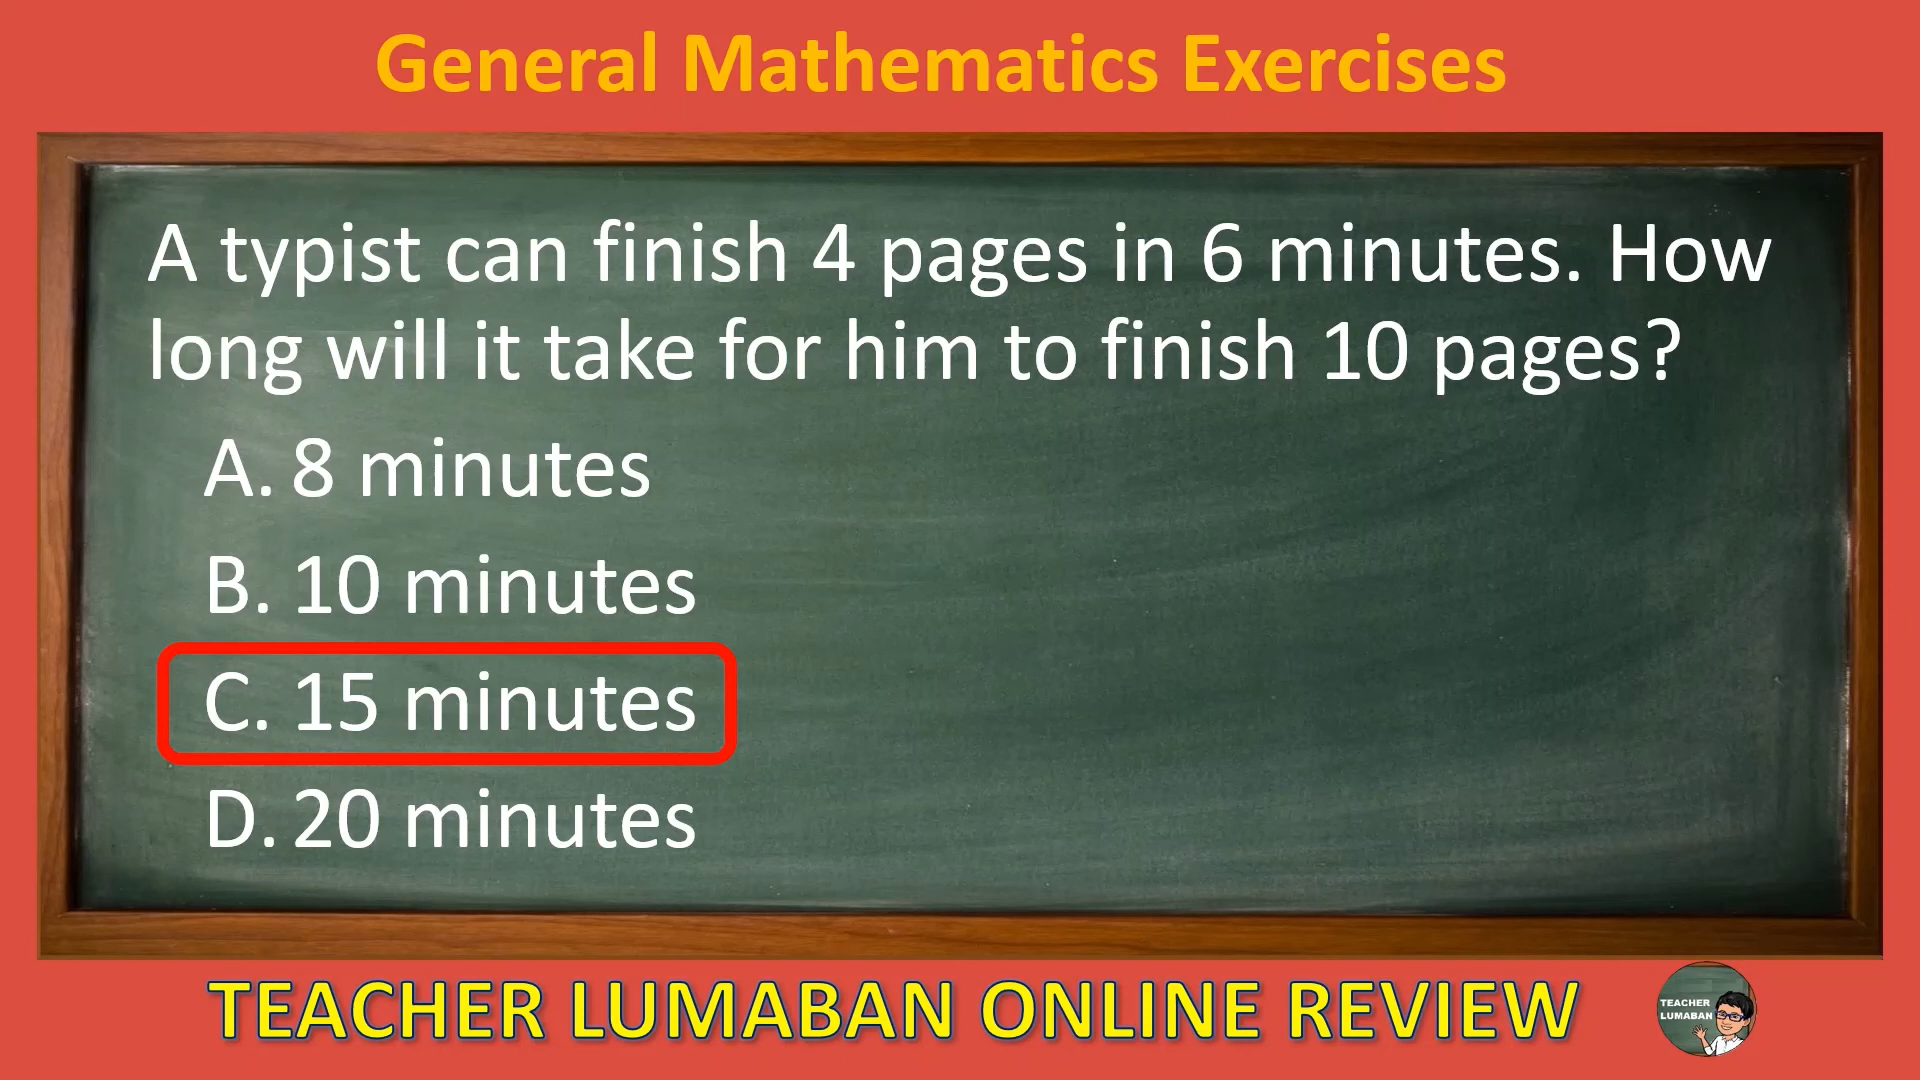 General Mathematics Exercises
A typist can finish 4 pages in 6 minutes. How
long will it take for him to finish 10 pages?
A. 8 minutes
B. 10 minutes
C. 15 minutes
D. 20 minutes
TEACHER LUMABAN ONLINE REVIEW
TEACHER
LUMABAN